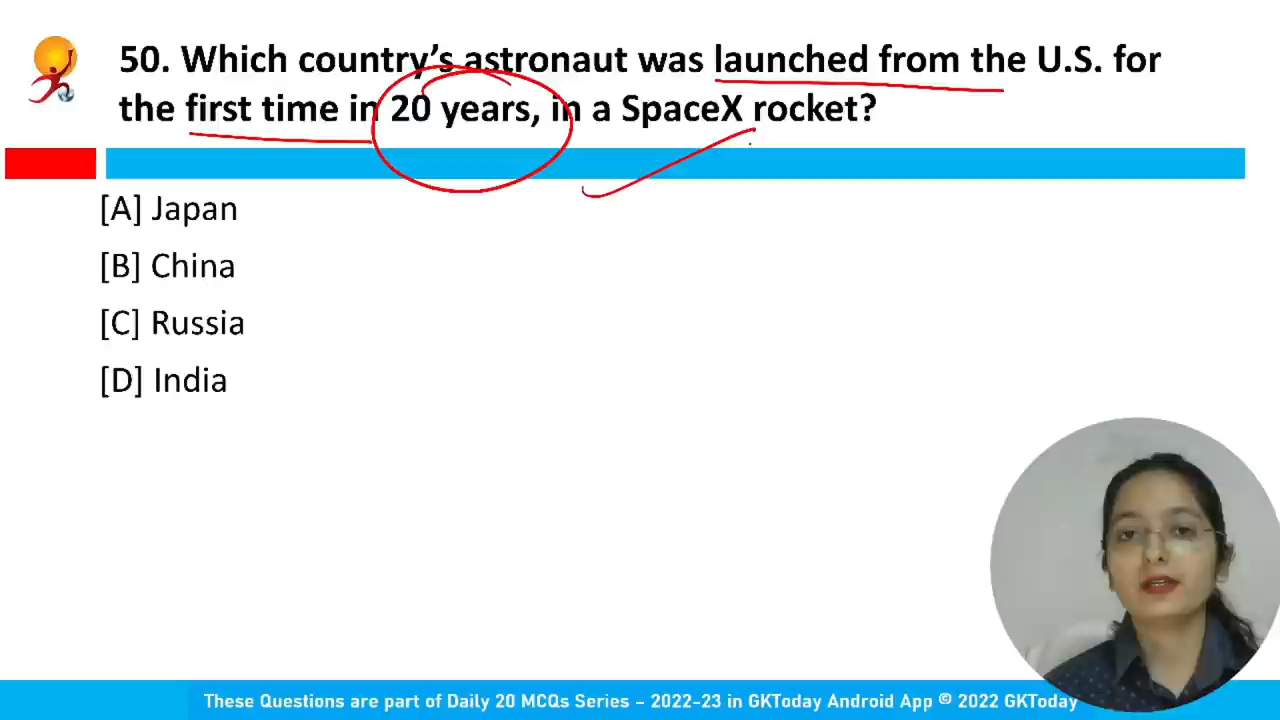 50. Which country’s astronaut was launched from the U.S. for
the first time in 20 years, in a SpaceX rocket?
[A] Japan
[B] China
[C] Russia
[D] India
These Questions are part of Daily 20 MCQs Series – 2022-23 in GKToday Android App © 2022 GKToday